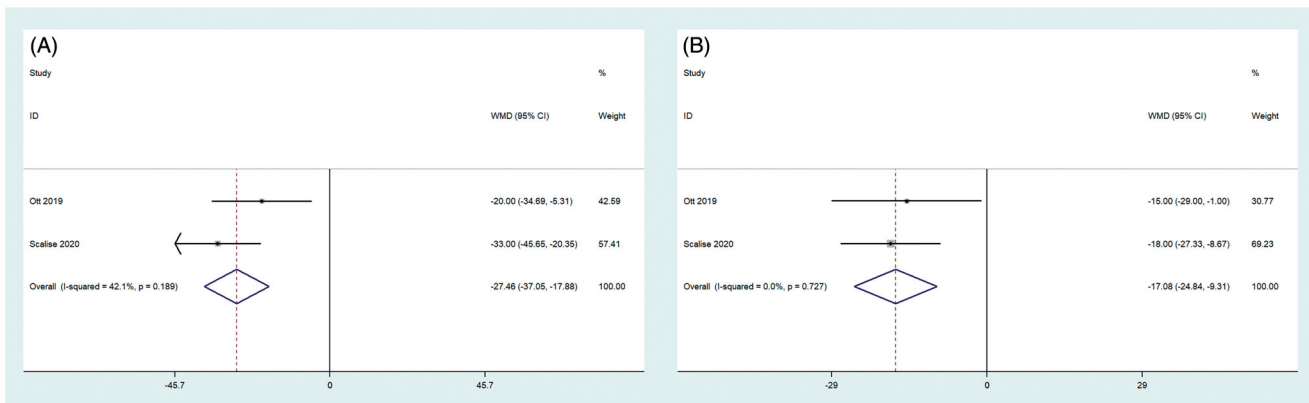 (A)
Study %
ID WMD (95% CI) Weight
Ott 2019 -20.00 (-34.69, -5.31) 42.59
Scalise 2020 -33.00 (-45.65, -20.35) 57.41
Overall (I-squared = 42.1%, p = 0.189) -27.46 (-37.05, -17.88) 100.00
-45.7 0 45.7
(B)
Study %
ID WMD (95% CI) Weight
Ott 2019 -15.00 (-29.00, -1.00) 30.77
Scalise 2020 -18.00 (-27.33, -8.67) 69.23
Overall (I-squared = 0.0%, p = 0.727) -17.08 (-24.84, -9.31) 100.00
-29 0 29